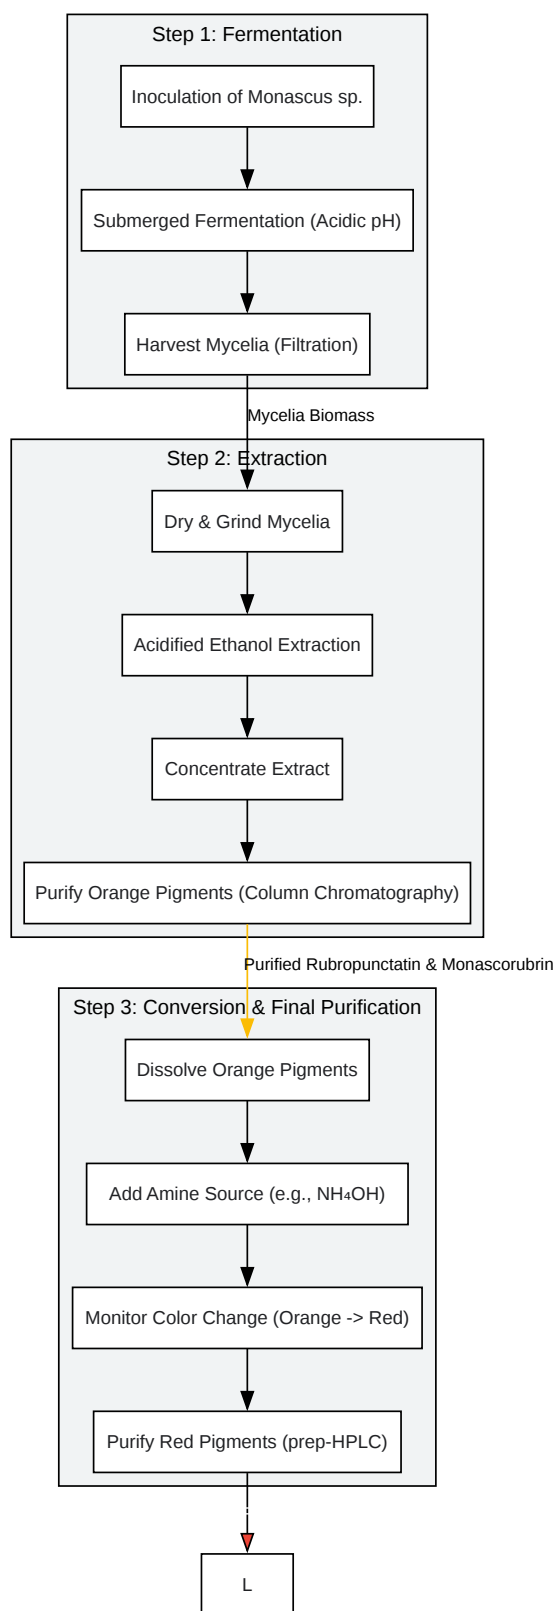 Step 1: Fermentation
Inoculation of Monascus sp.
Submerged Fermentation (Acidic pH)
Harvest Mycelia (Filtration)
Mycelia Biomass
Step 2: Extraction
Dry & Grind Mycelia
Acidified Ethanol Extraction
Concentrate Extract
Purify Orange Pigments (Column Chromatography)
Purified Rubropunctatin & Monascorubrin
Step 3: Conversion & Final Purification
Dissolve Orange Pigments
Add Amine Source (e.g., NH₄OH)
Monitor Color Change (Orange -> Red)
Purify Red Pigments (prep-HPLC)
L